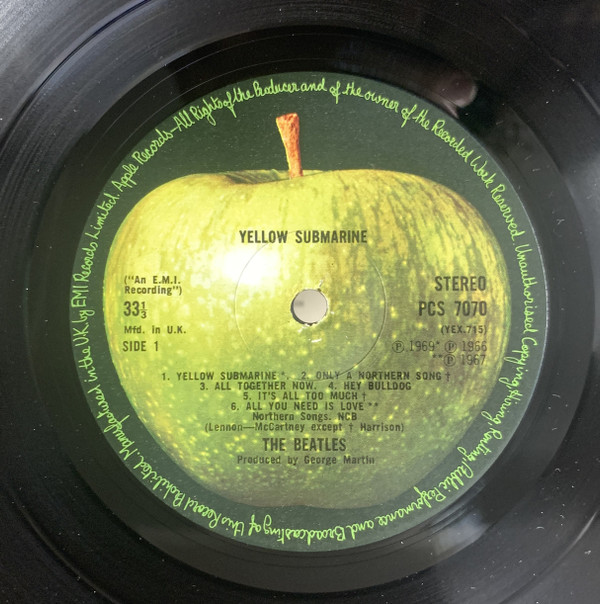 Manufactured in the U.K. by EMI Records Limited. Apple Records—All Rights of the Producer and of the owner of the Recorded Work Reserved. Unauthorised Copying, Hiring, Lending, Public Performance and Broadcasting of this Record Prohibited.
YELLOW SUBMARINE
("An E.M.I.
Recording")
33⅓
Mfd. in U.K.
SIDE 1
STEREO
PCS 7070
(YEX.715)
Ⓟ 1969* Ⓟ 1966
**Ⓟ 1967
1. YELLOW SUBMARINE *. 2. ONLY A NORTHERN SONG †
3. ALL TOGETHER NOW. 4. HEY BULLDOG
5. IT'S ALL TOO MUCH †
6. ALL YOU NEED IS LOVE **
Northern Songs. NCB
(Lennon—McCartney except † Harrison)
THE BEATLES
Produced by George Martin